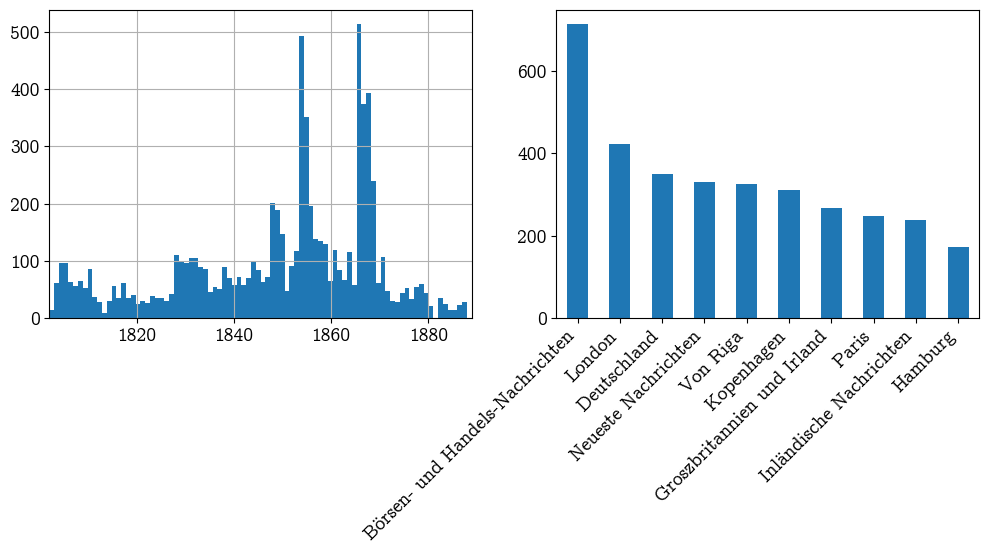 500
400
300
200
100
0
1820 1840 1860 1880
600
400
200
0
Börsen- und Handels-Nachrichten
London
Deutschland
Neueste Nachrichten
Von Riga
Kopenhagen
Groszbritannien und Irland
Paris
Inländische Nachrichten
Hamburg